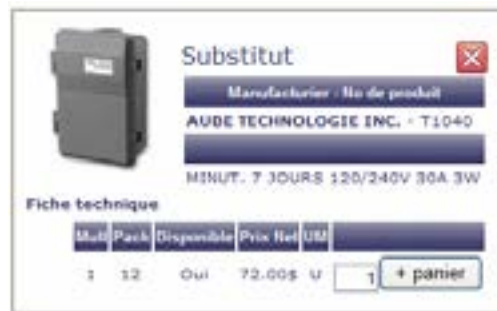 Substitut
Manufacturier - No de produit
AUBE TECHNOLOGIE INC. - T1040
MINUT. 7 JOURS 120/240V 30A 3W
Fiche technique
Mult Pack Disponible Prix Net UM
1 12 Oui 72.00$ U 1 + panier